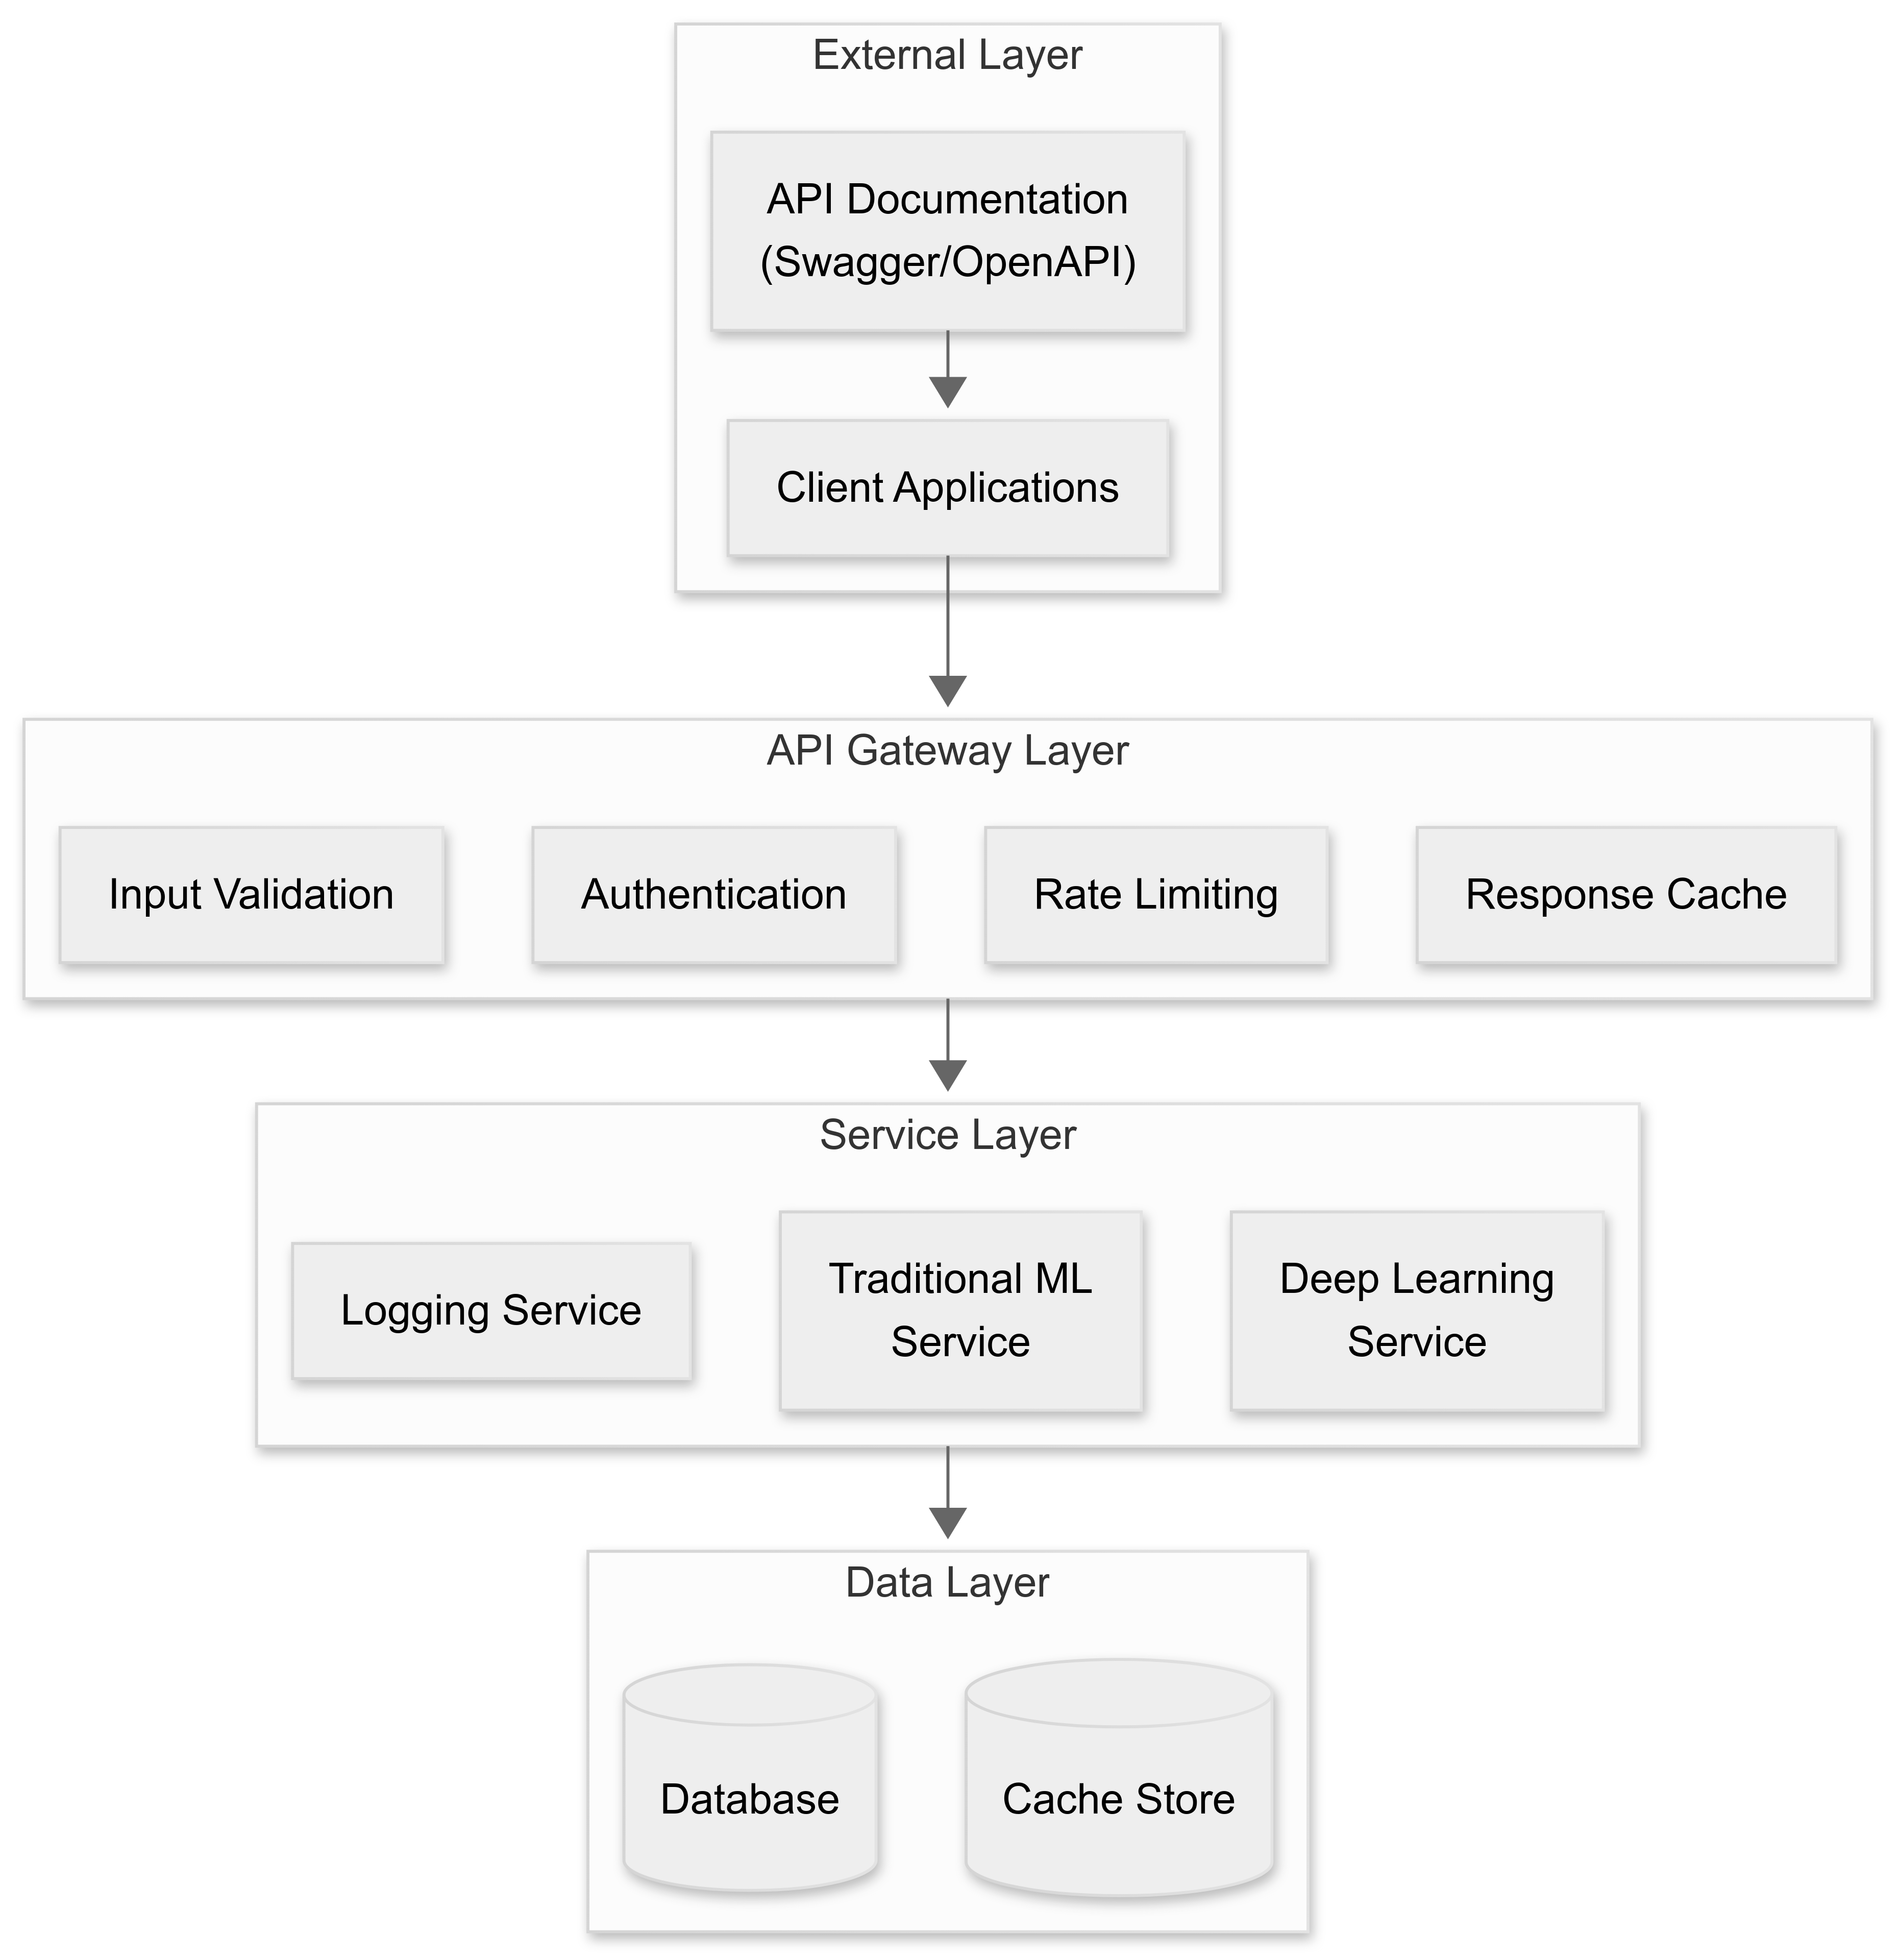 External Layer
API Documentation
(Swagger/OpenAPI)
Client Applications
API Gateway Layer
Input Validation
Authentication
Rate Limiting
Response Cache
Service Layer
Logging Service
Traditional ML
Service
Deep Learning
Service
Data Layer
Database
Cache Store